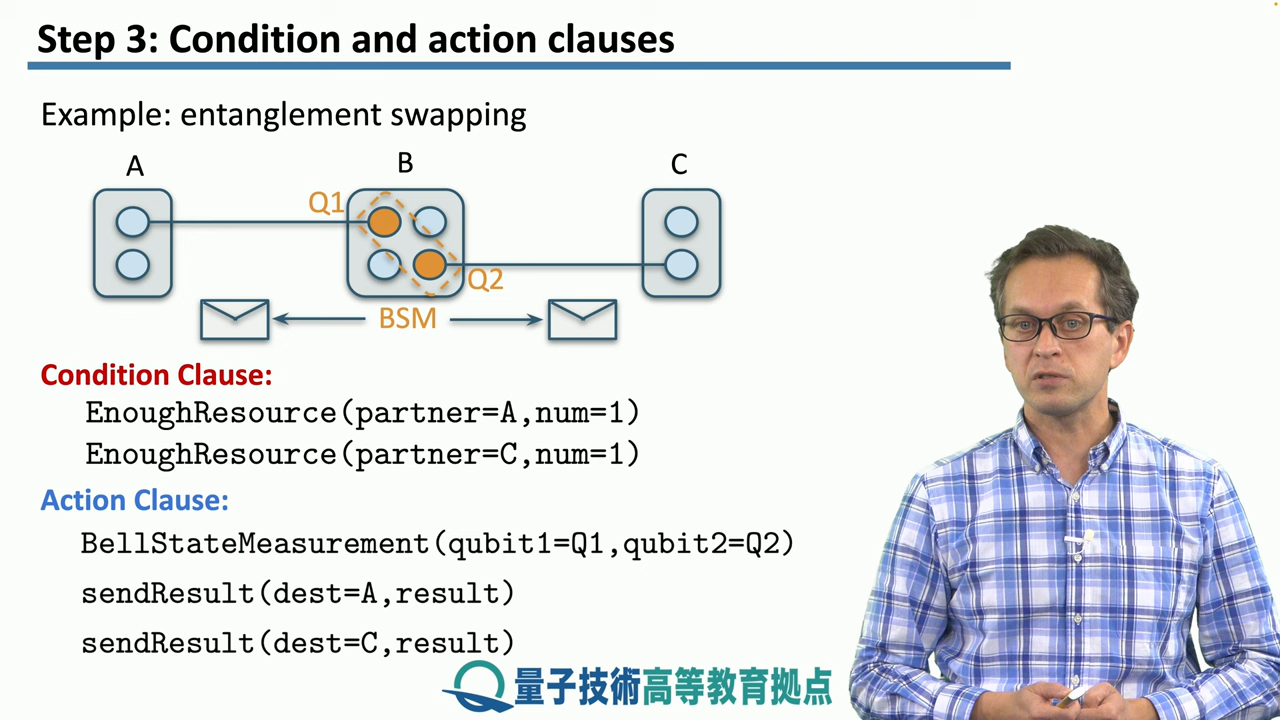 Step 3: Condition and action clauses
Example: entanglement swapping
A
B
C
Q1
Q2
BSM
Condition Clause:
EnoughResource(partner=A,num=1)
EnoughResource(partner=C,num=1)
Action Clause:
BellStateMeasurement(qubit1=Q1,qubit2=Q2)
sendResult(dest=A,result)
sendResult(dest=C,result)
量子技術高等教育拠点